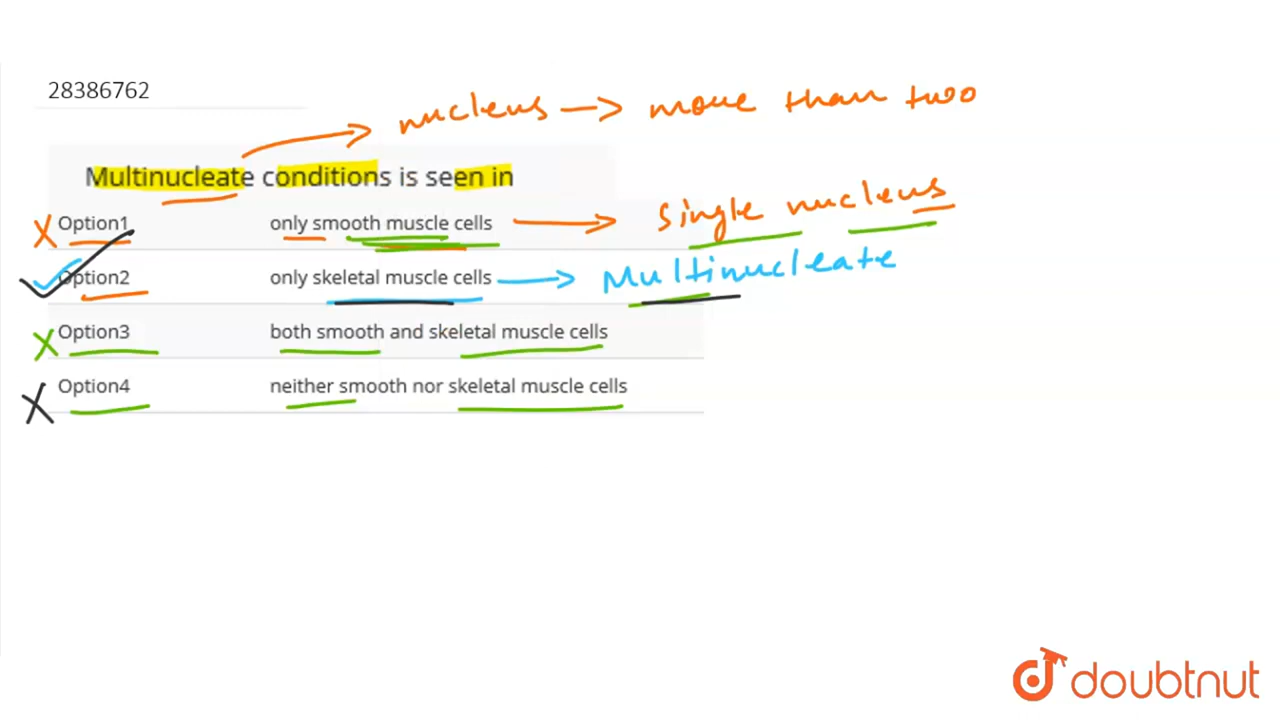 28386762
nucleus → more than two
Multinucleate conditions is seen in
Option1 only smooth muscle cells → Single nucleus
Option2 only skeletal muscle cells → Multinucleate
Option3 both smooth and skeletal muscle cells
Option4 neither smooth nor skeletal muscle cells
doubtnut